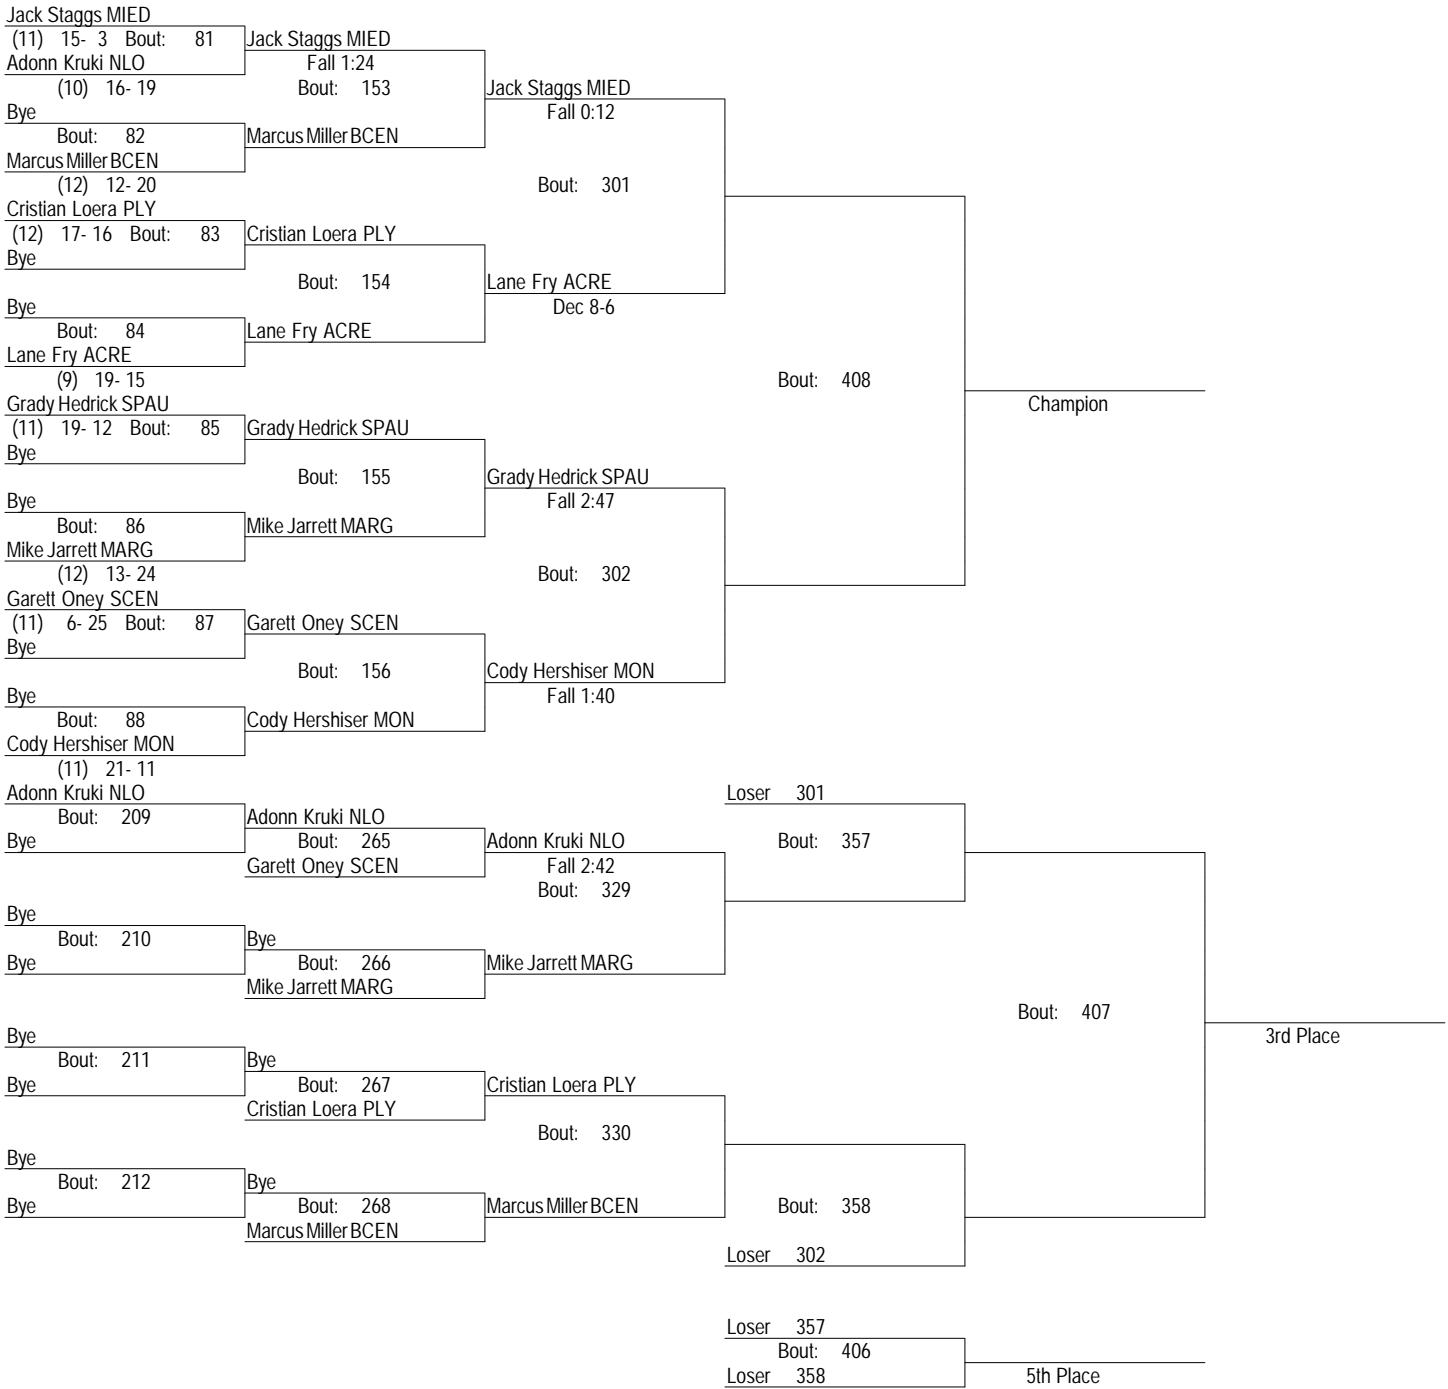 Jack Staggs MIED
(11) 15- 3 Bout: 81 Jack Staggs MIED
Adonn Kruki NLO Fall 1:24
(10) 16- 19 Bout: 153 Jack Staggs MIED
Bye Fall 0:12
Bout: 82 Marcus Miller BCEN
Marcus Miller BCEN
(12) 12- 20 Bout: 301
Cristian Loera PLY
(12) 17- 16 Bout: 83 Cristian Loera PLY
Bye
Bout: 154 Lane Fry ACRE
Bye Dec 8-6
Bout: 84 Lane Fry ACRE
Lane Fry ACRE
(9) 19- 15 Bout: 408
Grady Hedrick SPAU Champion
(11) 19- 12 Bout: 85 Grady Hedrick SPAU
Bye
Bout: 155 Grady Hedrick SPAU
Bye Fall 2:47
Bout: 86 Mike Jarrett MARG
Mike Jarrett MARG
(12) 13- 24 Bout: 302
Garett Oney SCEN
(11) 6- 25 Bout: 87 Garett Oney SCEN
Bye
Bout: 156 Cody Hershiser MON
Bye Fall 1:40
Bout: 88 Cody Hershiser MON
Cody Hershiser MON
(11) 21- 11
Adonn Kruki NLO Loser 301
Bout: 209 Adonn Kruki NLO
Bye Bout: 265 Adonn Kruki NLO Bout: 357
Garett Oney SCEN Fall 2:42
Bout: 329
Bye
Bout: 210 Bye
Bye Bout: 266 Mike Jarrett MARG
Mike Jarrett MARG
Bout: 407
Bye 3rd Place
Bout: 211 Bye
Bye Bout: 267 Cristian Loera PLY
Cristian Loera PLY
Bout: 330
Bye
Bout: 212 Bye
Bye Bout: 268 Marcus Miller BCEN Bout: 358
Marcus Miller BCEN
Loser 302
Loser 357
Bout: 406
Loser 358 5th Place